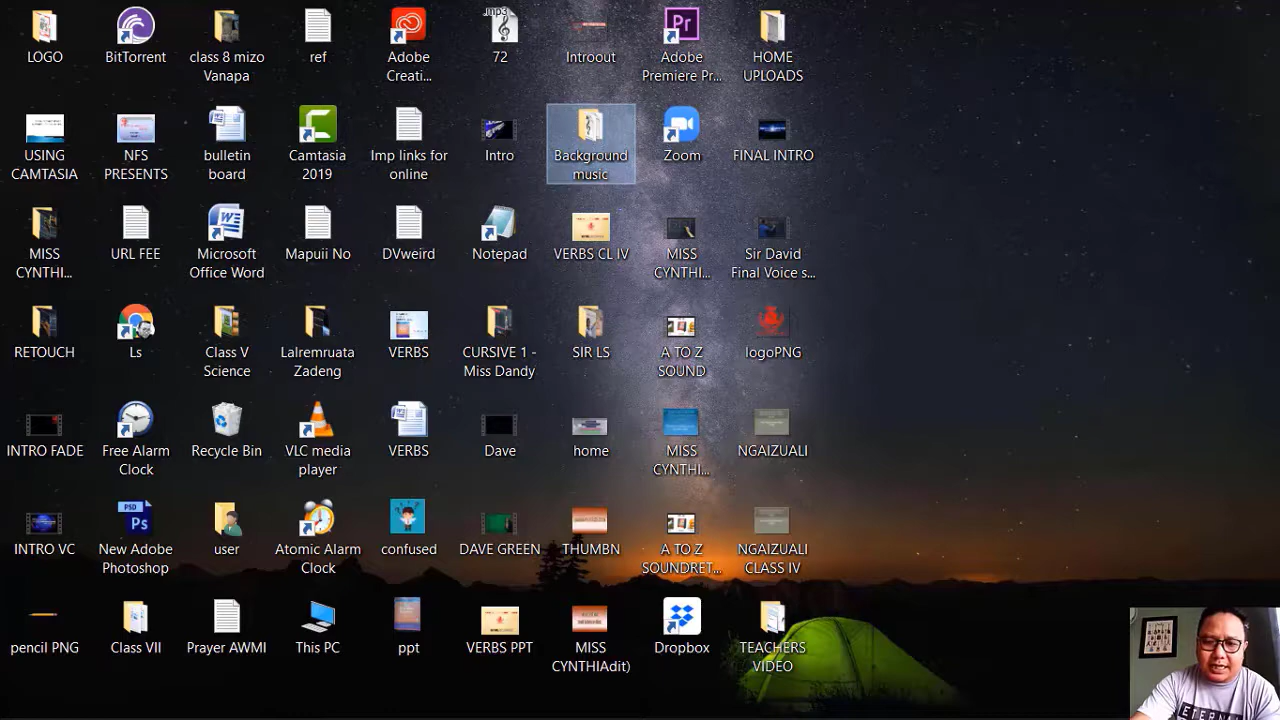 LOGO
BitTorrent
class 8 mizo
Vanapa
ref
Adobe
Creati...
.mp3
72
Introout
Pr
Adobe
Premiere Pr...
HOME
UPLOADS
USING
CAMTASIA
NFS
PRESENTS
bulletin
board
Camtasia
2019
Imp links for
online
Intro
Background
music
Zoom
FINAL INTRO
MISS
CYNTHI...
URL FEE
Microsoft
Office Word
Mapuii No
DVweird
Notepad
VERBS CL IV
MISS
CYNTHI...
Sir David
Final Voice s...
RETOUCH
Ls
Class V
Science
Lalremruata
Zadeng
VERBS
CURSIVE 1 -
Miss Dandy
SIR LS
A TO Z
SOUND
logoPNG
INTRO FADE
Free Alarm
Clock
Recycle Bin
VLC media
player
VERBS
Dave
home
MISS
CYNTHI...
NGAIZUALI
INTRO VC
PSD
Ps
New Adobe
Photoshop
user
Atomic Alarm
Clock
confused
DAVE GREEN
THUMBN
A TO Z
SOUNDRET...
NGAIZUALI
CLASS IV
pencil PNG
Class VII
Prayer AWMI
This PC
ppt
VERBS PPT
MISS
CYNTHIAdit)
Dropbox
TEACHERS
VIDEO
ETERN